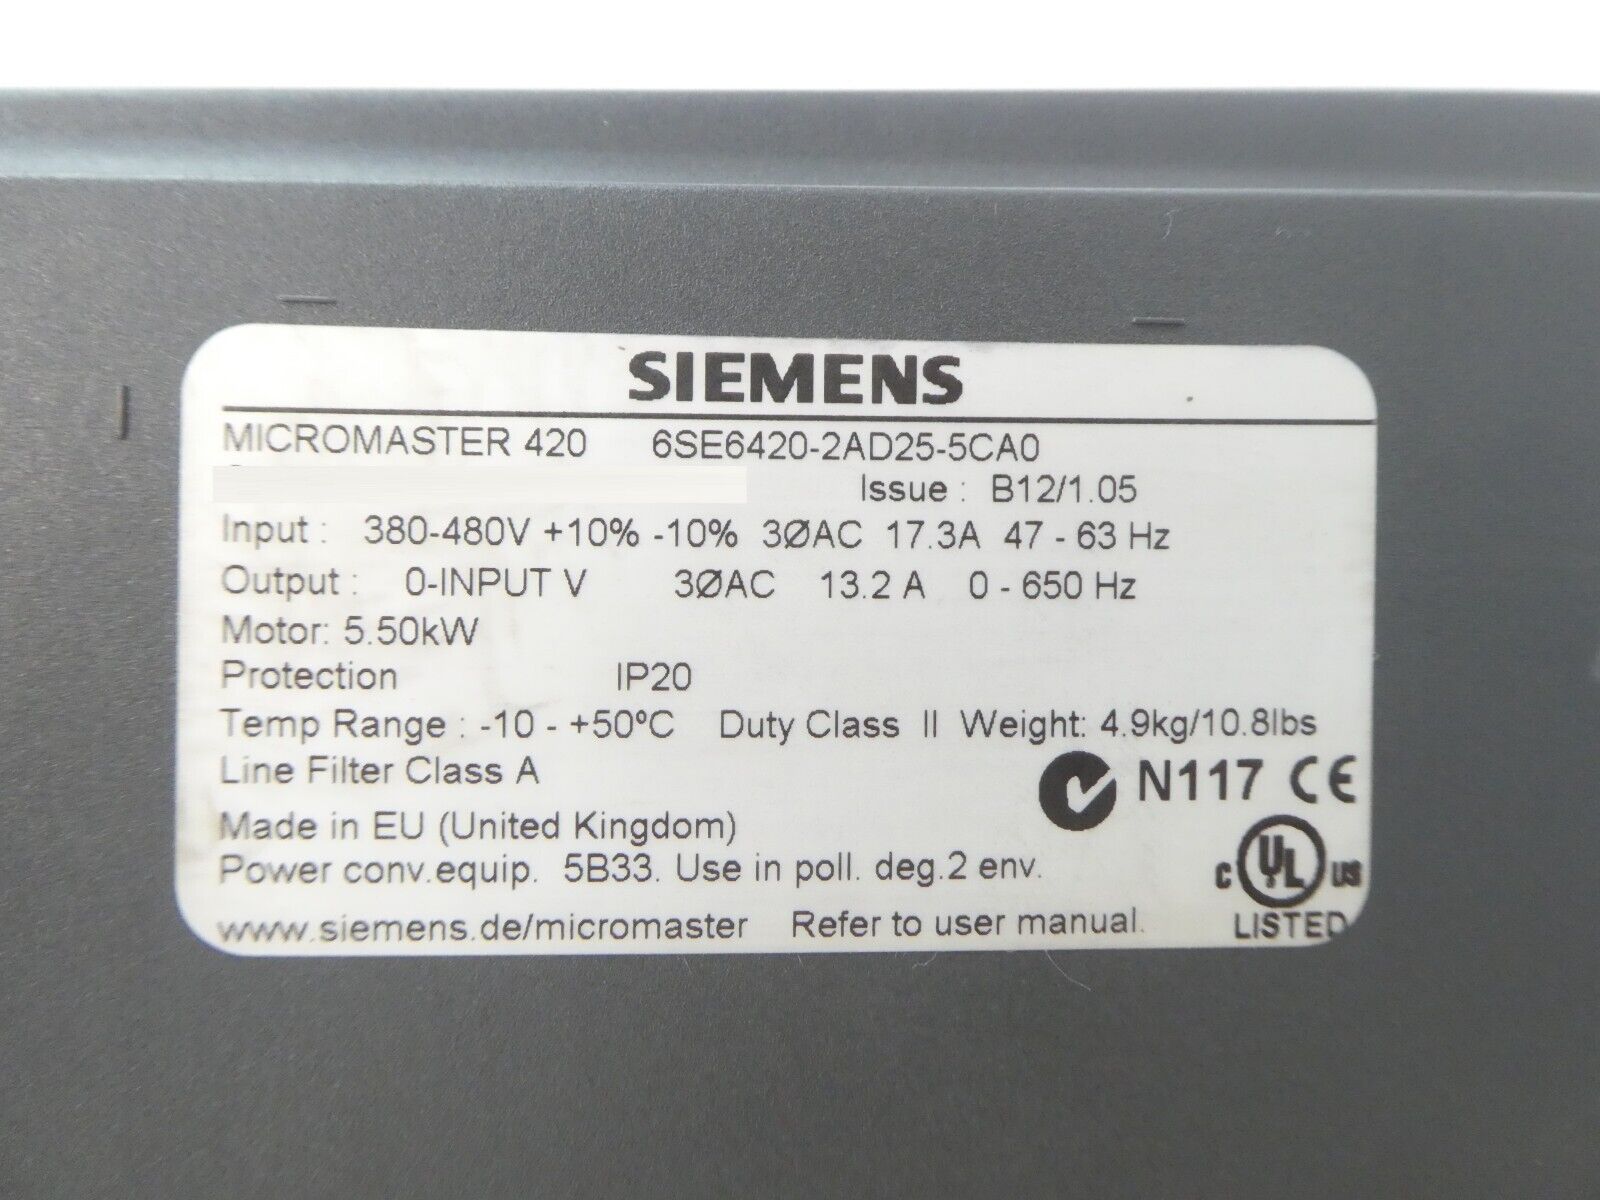 SIEMENS
MICROMASTER 420 6SE6420-2AD25-5CA0
Issue : B12/1.05
Input : 380-480V +10% -10% 3ØAC 17.3A 47 - 63 Hz
Output : 0-INPUT V 3ØAC 13.2 A 0 - 650 Hz
Motor: 5.50kW
Protection IP20
Temp Range : -10 - +50ºC Duty Class II Weight: 4.9kg/10.8lbs
Line Filter Class A
N117 CE
Made in EU (United Kingdom)
Power conv.equip. 5B33. Use in poll. deg.2 env.
C UL US
www.siemens.de/micromaster Refer to user manual.
LISTED